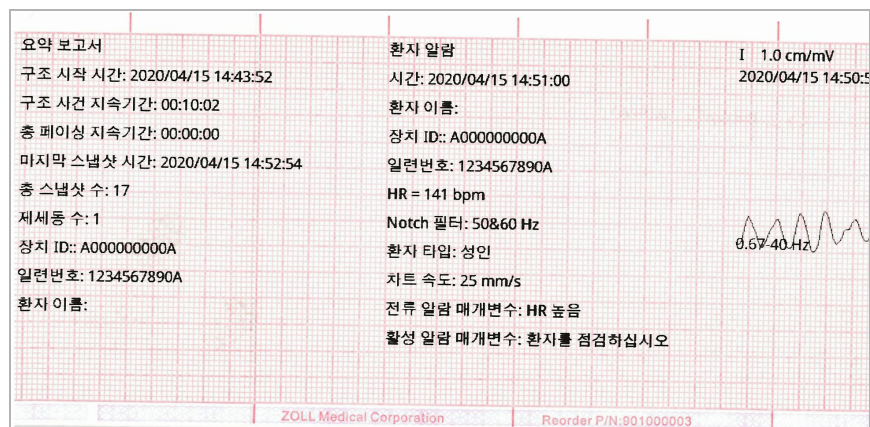 요약 보고서
구조 시작 시간: 2020/04/15 14:43:52
구조 사건 지속기간: 00:10:02
총 페이싱 지속기간: 00:00:00
마지막 스냅샷 시간: 2020/04/15 14:52:54
총 스냅샷 수: 17
제세동 수: 1
장치 ID:: A000000000A
일련번호: 1234567890A
환자 이름:
환자 알람
시간: 2020/04/15 14:51:00
환자 이름:
장치 ID:: A000000000A
일련번호: 1234567890A
HR = 141 bpm
Notch 필터: 50&60 Hz
환자 타입: 성인
차트 속도: 25 mm/s
전류 알람 매개변수: HR 높음
활성 알람 매개변수: 환자를 점검하십시오
I 1.0 cm/mV
2020/04/15 14:50:5
0.67-40 Hz
ZOLL Medical Corporation
Reorder P/N:901000003